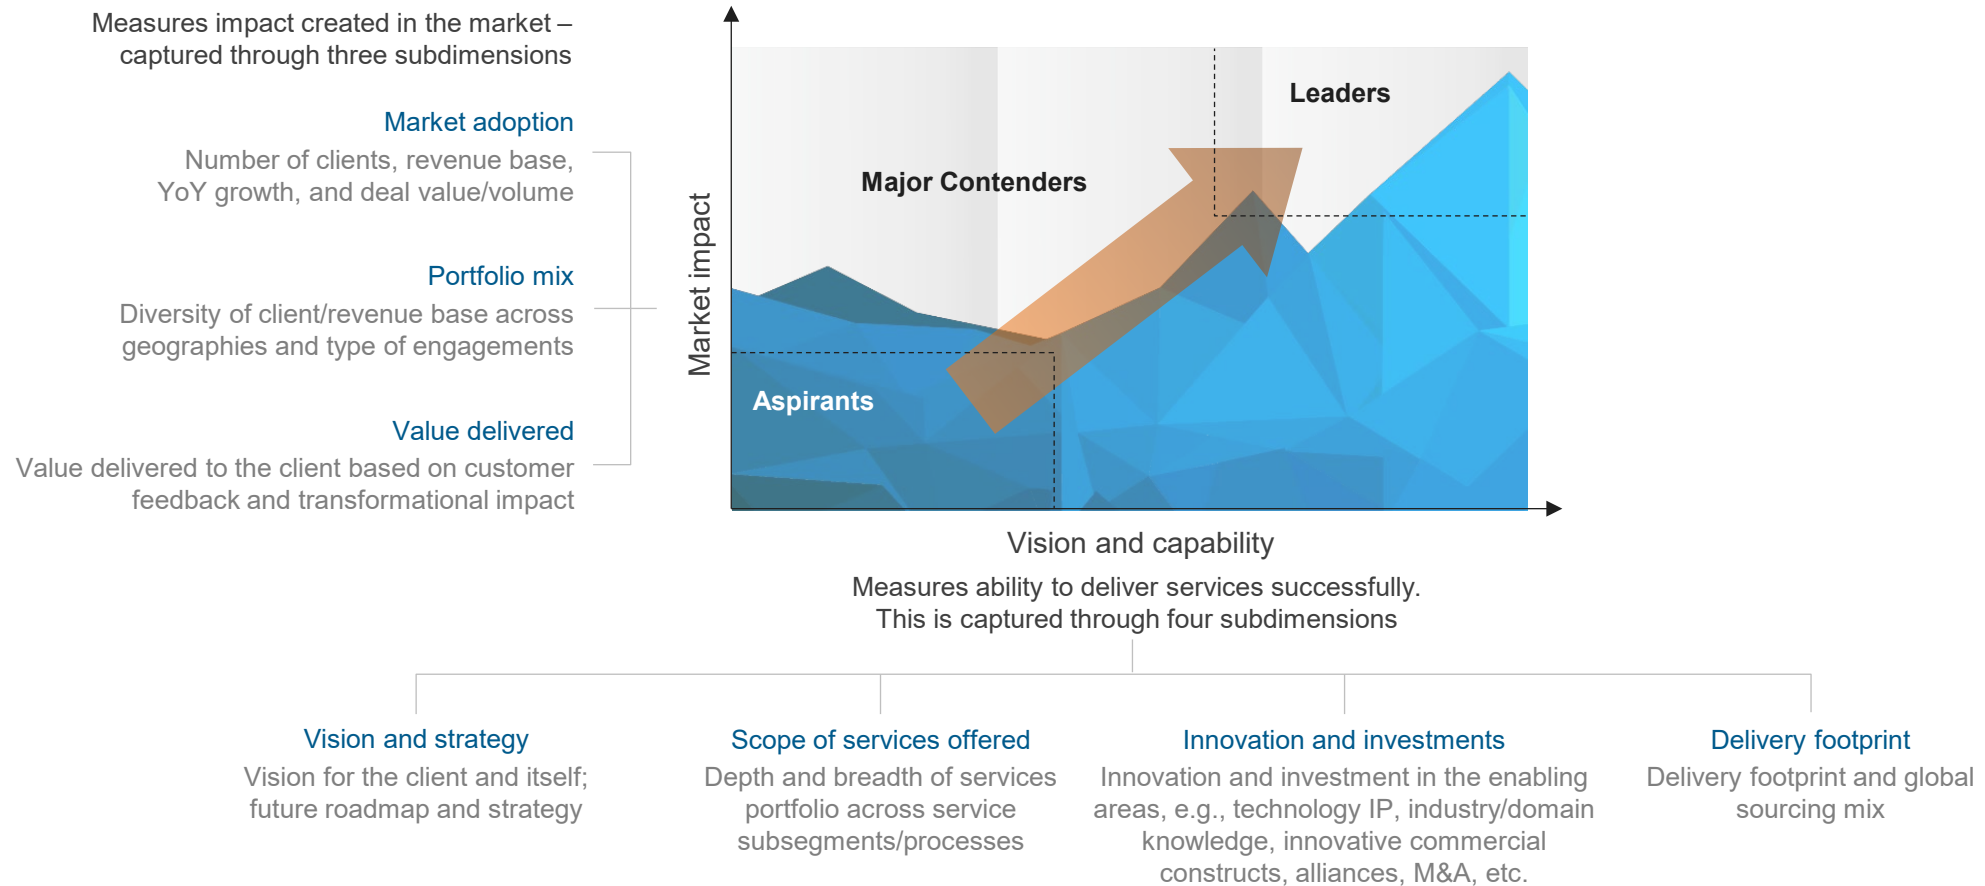 Measures impact created in the market –
captured through three subdimensions
Market adoption
Number of clients, revenue base,
YoY growth, and deal value/volume
Portfolio mix
Diversity of client/revenue base across
geographies and type of engagements
Value delivered
Value delivered to the client based on customer
feedback and transformational impact
Market impact
Leaders
Major Contenders
Aspirants
Vision and capability
Measures ability to deliver services successfully.
This is captured through four subdimensions
Vision and strategy
Vision for the client and itself;
future roadmap and strategy
Scope of services offered
Depth and breadth of services
portfolio across service
subsegments/processes
Innovation and investments
Innovation and investment in the enabling
areas, e.g., technology IP, industry/domain
knowledge, innovative commercial
constructs, alliances, M&A, etc.
Delivery footprint
Delivery footprint and global
sourcing mix